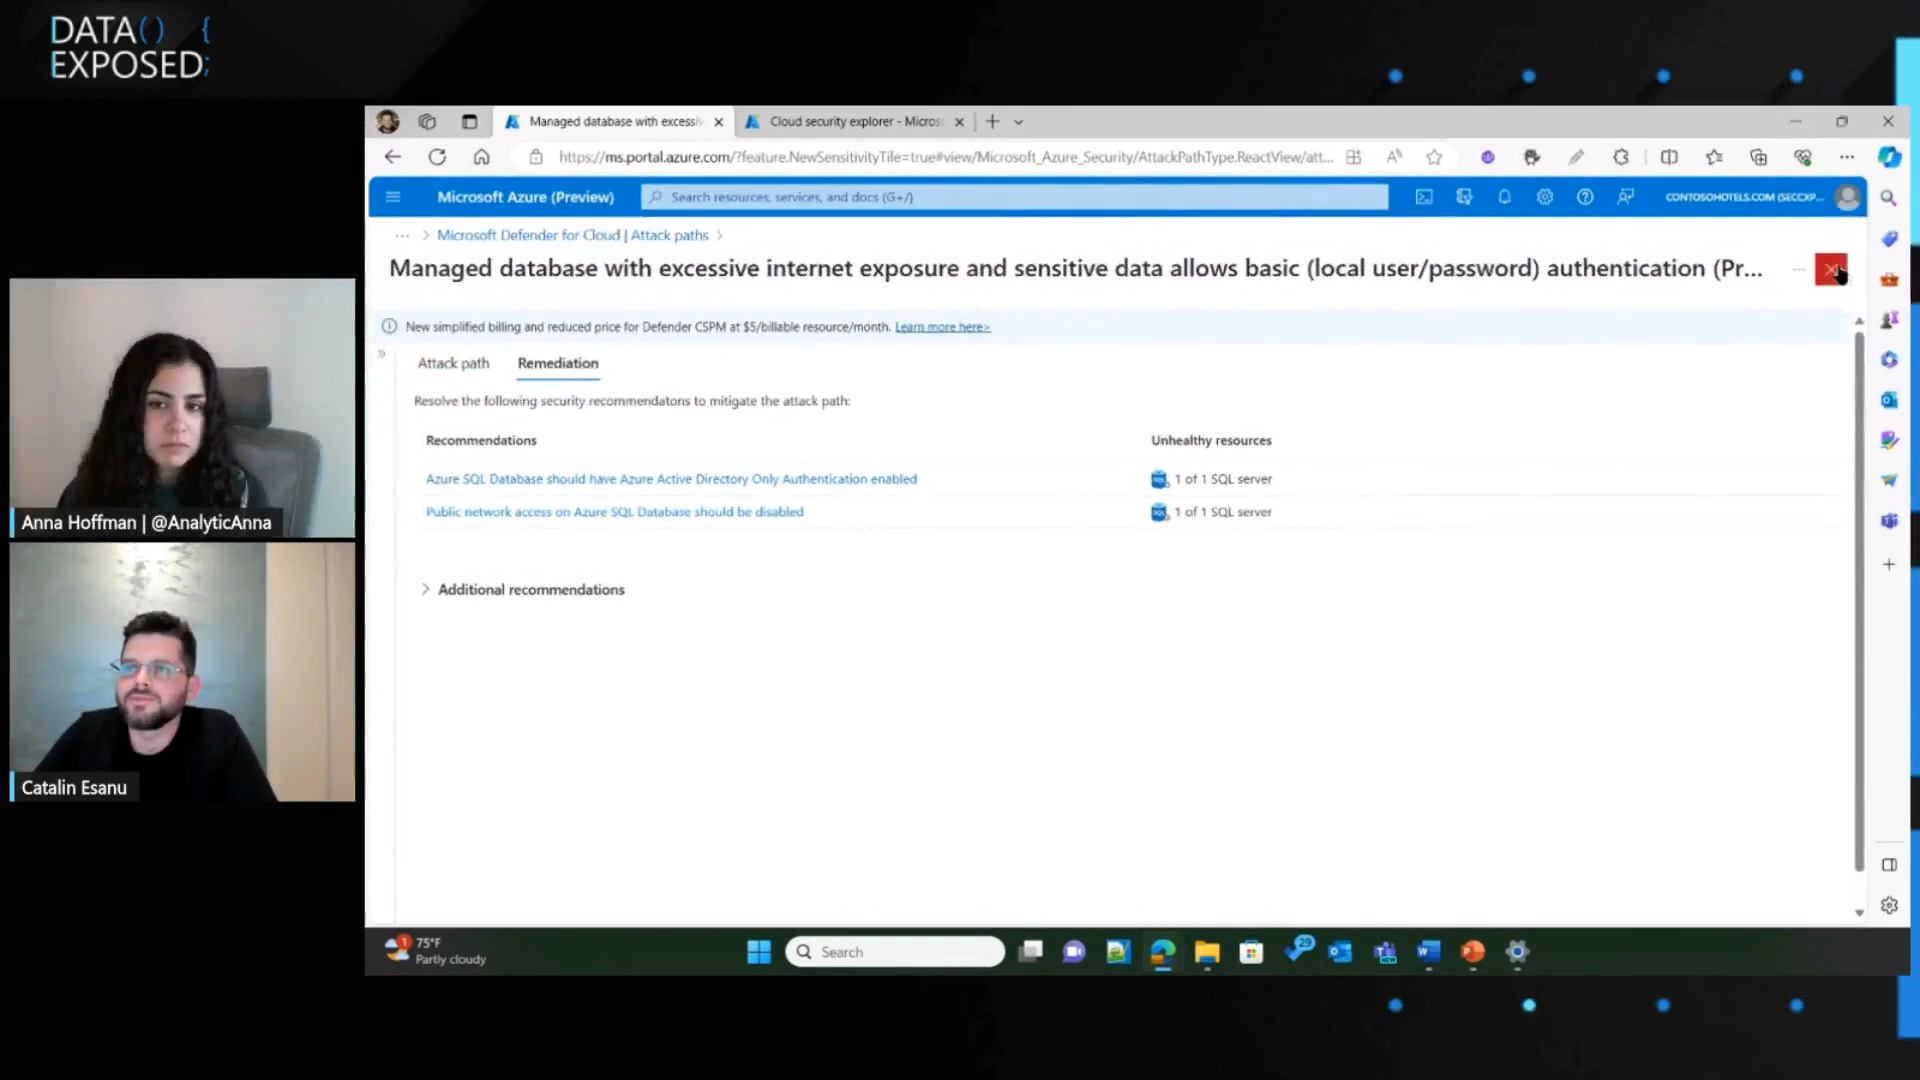 DATA() {
EXPOSED;
Managed database with excessiv
Cloud security explorer - Micros
https://ms.portal.azure.com/?feature.NewSensitivityTile=true#view/Microsoft_Azure_Security/AttackPathType.ReactView/att...
Microsoft Azure (Preview)
Search resources, services, and docs (G+/)
CONTOSOHOTELS.COM (SECCXP...
... > Microsoft Defender for Cloud | Attack paths >
Managed database with excessive internet exposure and sensitive data allows basic (local user/password) authentication (Pr...
New simplified billing and reduced price for Defender CSPM at $5/billable resource/month. Learn more here>
Attack path
Remediation
Resolve the following security recommendatons to mitigate the attack path:
Recommendations
Unhealthy resources
Azure SQL Database should have Azure Active Directory Only Authentication enabled
1 of 1 SQL server
Public network access on Azure SQL Database should be disabled
1 of 1 SQL server
Additional recommendations
Anna Hoffman | @AnalyticAnna
Catalin Esanu
1
75°F
Partly cloudy
Search
29